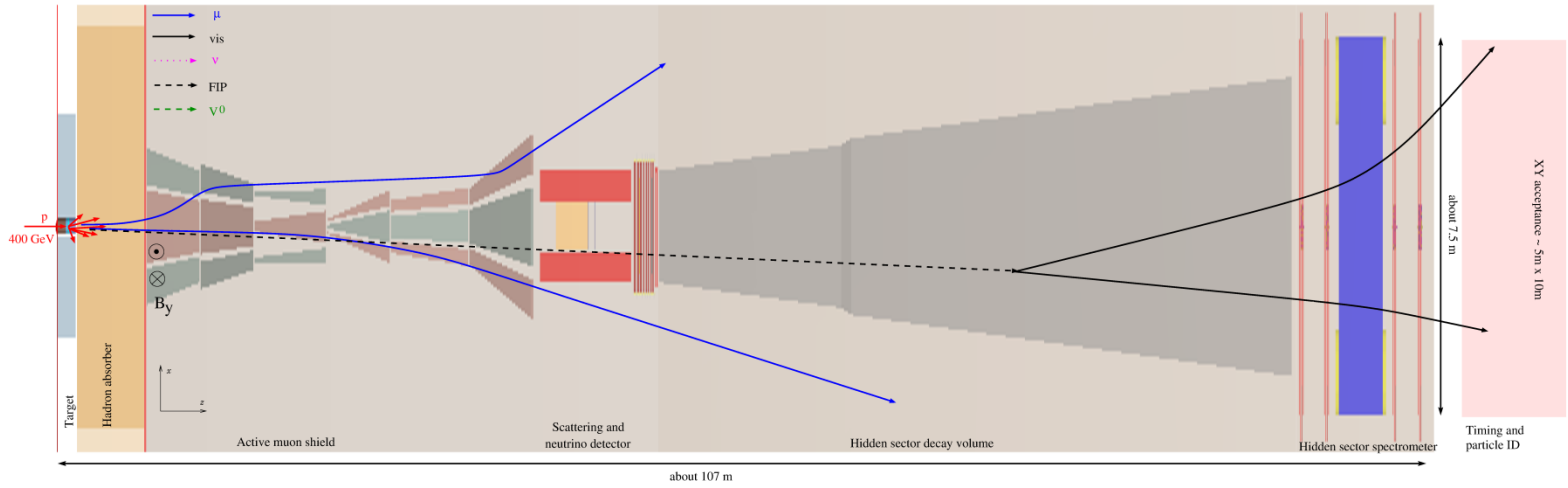 μ
vis
ν
FIP
V⁰
p
400 GeV
B_y
x
z
Target
Hadron absorber
Active muon shield
Scattering and
neutrino detector
Hidden sector decay volume
Hidden sector spectrometer
about 7.5 m
XY acceptance ~ 5m x 10m
Timing and
particle ID
about 107 m